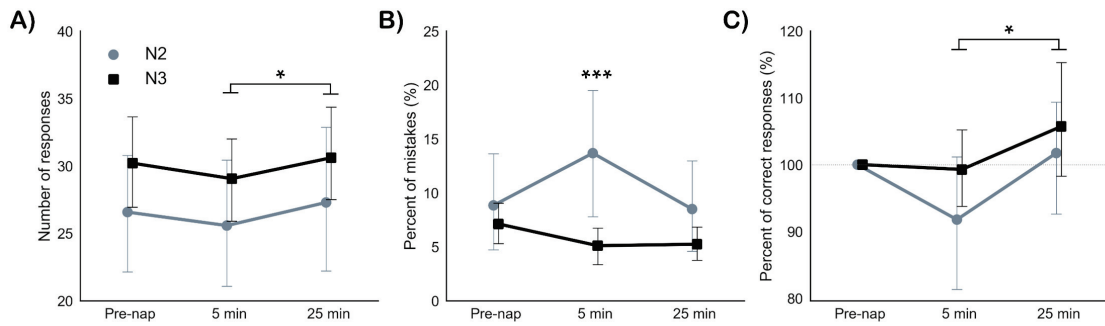 A)
Number of responses
40
35
30
25
20
N2
N3
*
Pre-nap 5 min 25 min
B)
Percent of mistakes (%)
25
20
15
10
5
0
***
Pre-nap 5 min 25 min
C)
Percent of correct responses (%)
120
110
100
90
80
*
Pre-nap 5 min 25 min